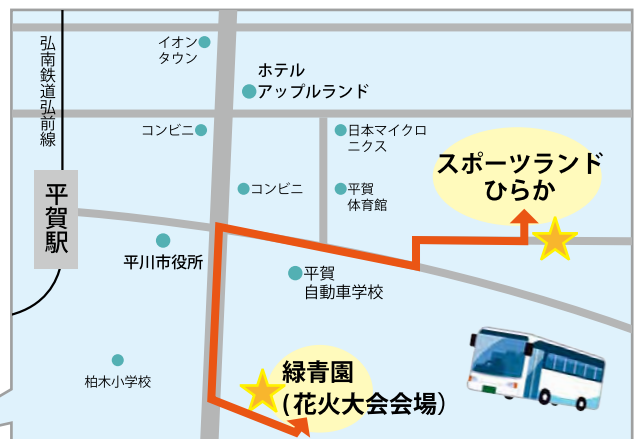 弘南鉄道弘前線
イオン
タウン
ホテル
アップルランド
コンビニ
日本マイクロ
ニクス
スポーツランド
ひらか
コンビニ
平賀
体育館
平賀駅
平川市役所
平賀
自動車学校
緑青園
(花火大会会場)
柏木小学校